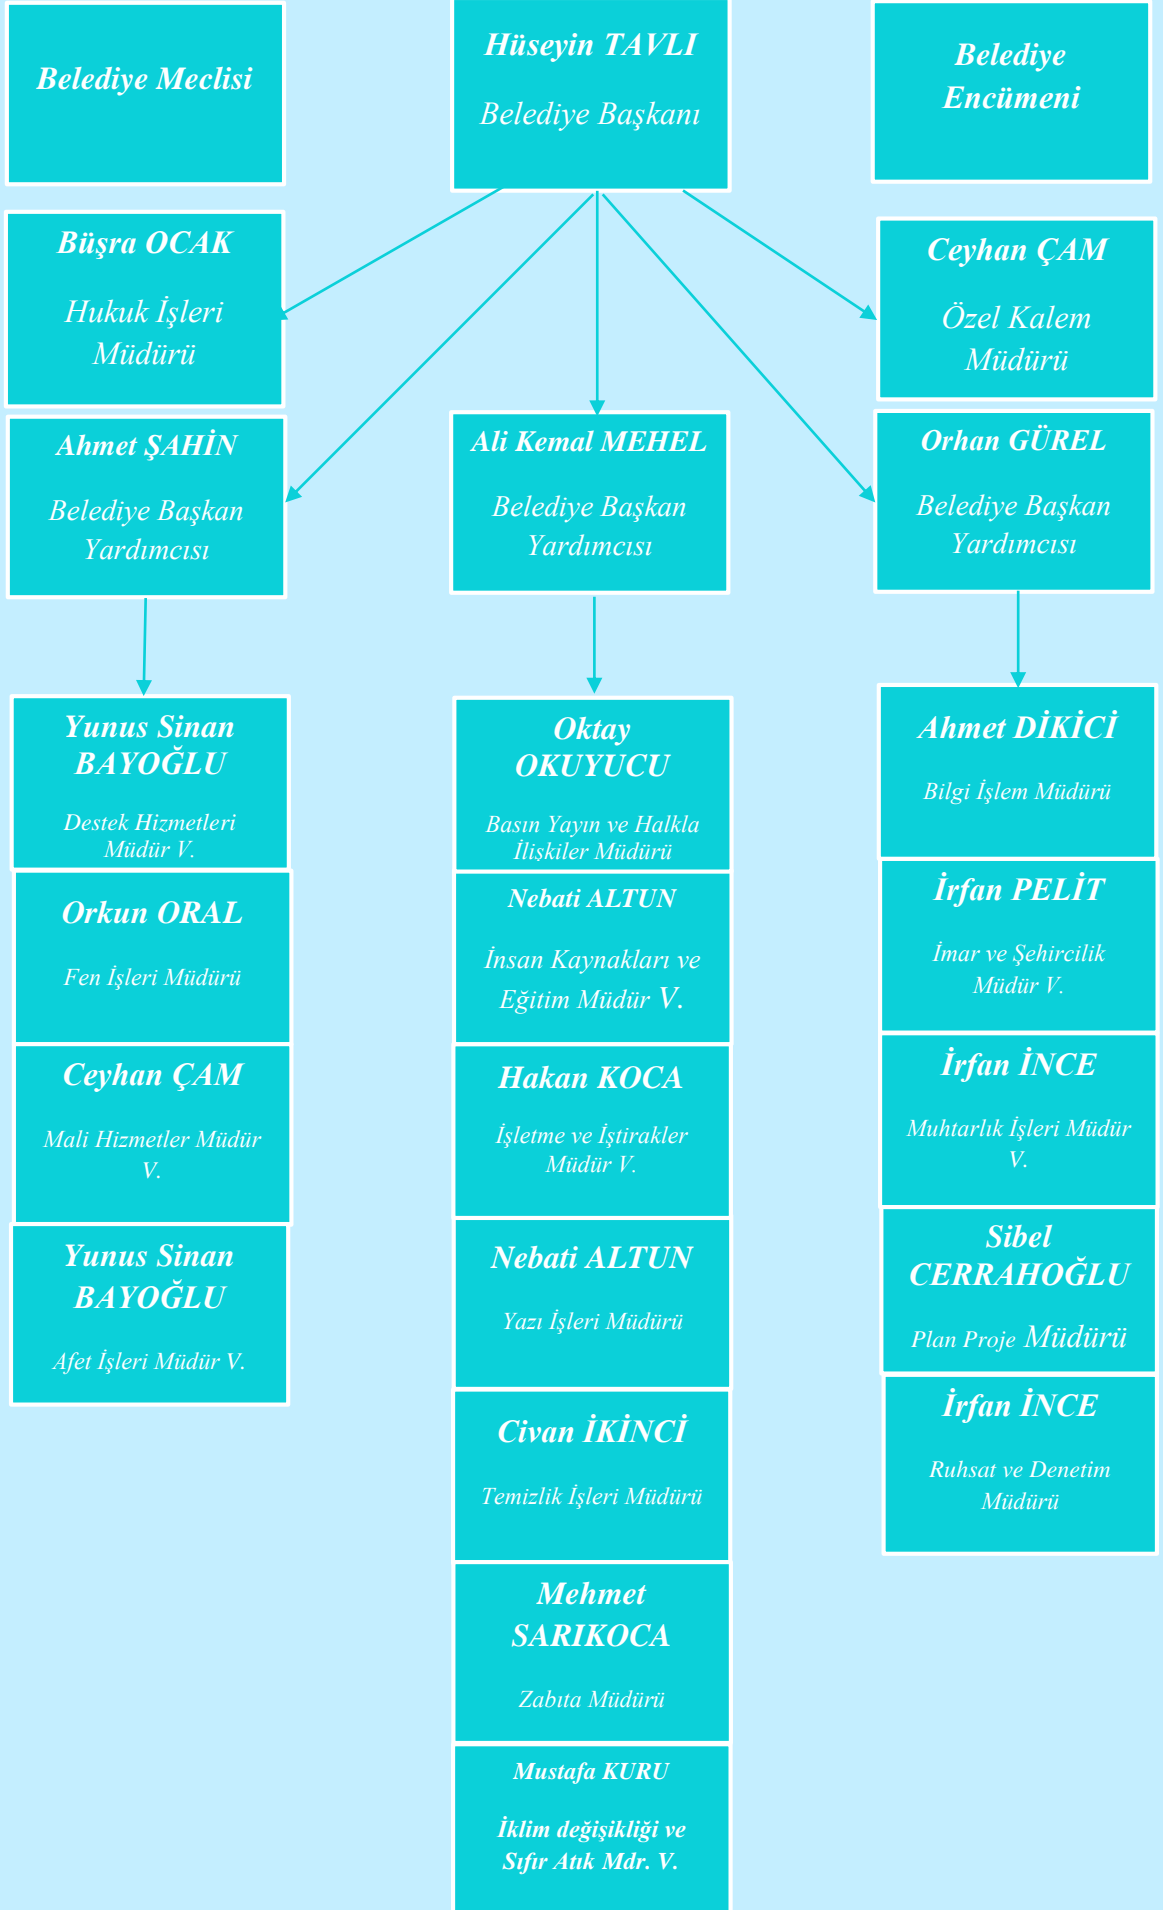 Belediye Meclisi
Hüseyin TAVLI
Belediye Başkanı
Belediye
Encümeni
Büşra OCAK
Hukuk İşleri
Müdürü
Ceyhan ÇAM
Özel Kalem
Müdürü
Ahmet ŞAHİN
Belediye Başkan
Yardımcısı
Ali Kemal MEHEL
Belediye Başkan
Yardımcısı
Orhan GÜREL
Belediye Başkan
Yardımcısı
Yunus Sinan
BAYOĞLU
Destek Hizmetleri
Müdür V.
Orkun ORAL
Fen İşleri Müdürü
Ceyhan ÇAM
Mali Hizmetler Müdür
V.
Yunus Sinan
BAYOĞLU
Afet İşleri Müdür V.
Oktay
OKUYUCU
Basın Yayın ve Halkla
İlişkiler Müdürü
Nebati ALTUN
İnsan Kaynakları ve
Eğitim Müdür V.
Hakan KOCA
İşletme ve İştirakler
Müdür V.
Nebati ALTUN
Yazı İşleri Müdürü
Civan İKİNCİ
Temizlik İşleri Müdürü
Mehmet
SARIKOCA
Zabıta Müdürü
Mustafa KURU
İklim değişikliği ve
Sıfır Atık Mdr. V.
Ahmet DİKİCİ
Bilgi İşlem Müdürü
İrfan PELİT
İmar ve Şehircilik
Müdür V.
İrfan İNCE
Muhtarlık İşleri Müdür
V.
Sibel
CERRAHOĞLU
Plan Proje Müdürü
İrfan İNCE
Ruhsat ve Denetim
Müdürü